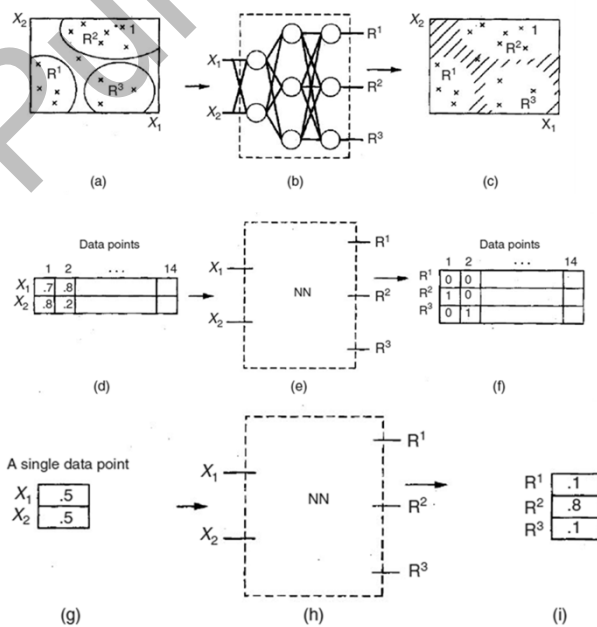 X₂
R² 1
R¹
R³
X₁
(a)
X₁
X₂
R¹
R²
R³
(b)
X₂
1
R²
R¹
R³
X₁
(c)
Data points
1 2 ... 14
X₁ .7 .8
X₂ .8 .2
(d)
X₁
X₂
NN
R¹
R²
R³
(e)
Data points
1 2 ... 14
R¹ 0 0
R² 1 0
R³ 0 1
(f)
A single data point
X₁ .5
X₂ .5
(g)
X₁
X₂
NN
R¹
R²
R³
(h)
R¹ .1
R² .8
R³ .1
(i)